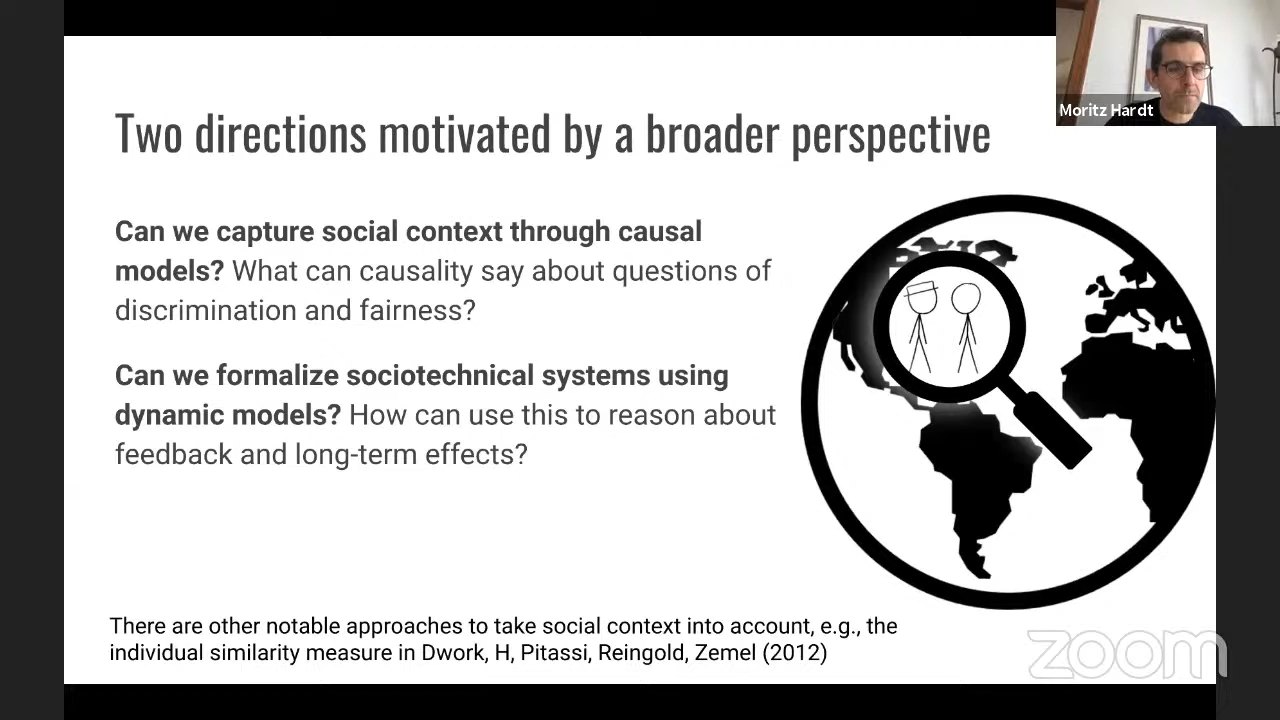 Two directions motivated by a broader perspective
Can we capture social context through causal
models? What can causality say about questions of
discrimination and fairness?
Can we formalize sociotechnical systems using
dynamic models? How can use this to reason about
feedback and long-term effects?
There are other notable approaches to take social context into account, e.g., the
individual similarity measure in Dwork, H, Pitassi, Reingold, Zemel (2012)
Moritz Hardt
zoom